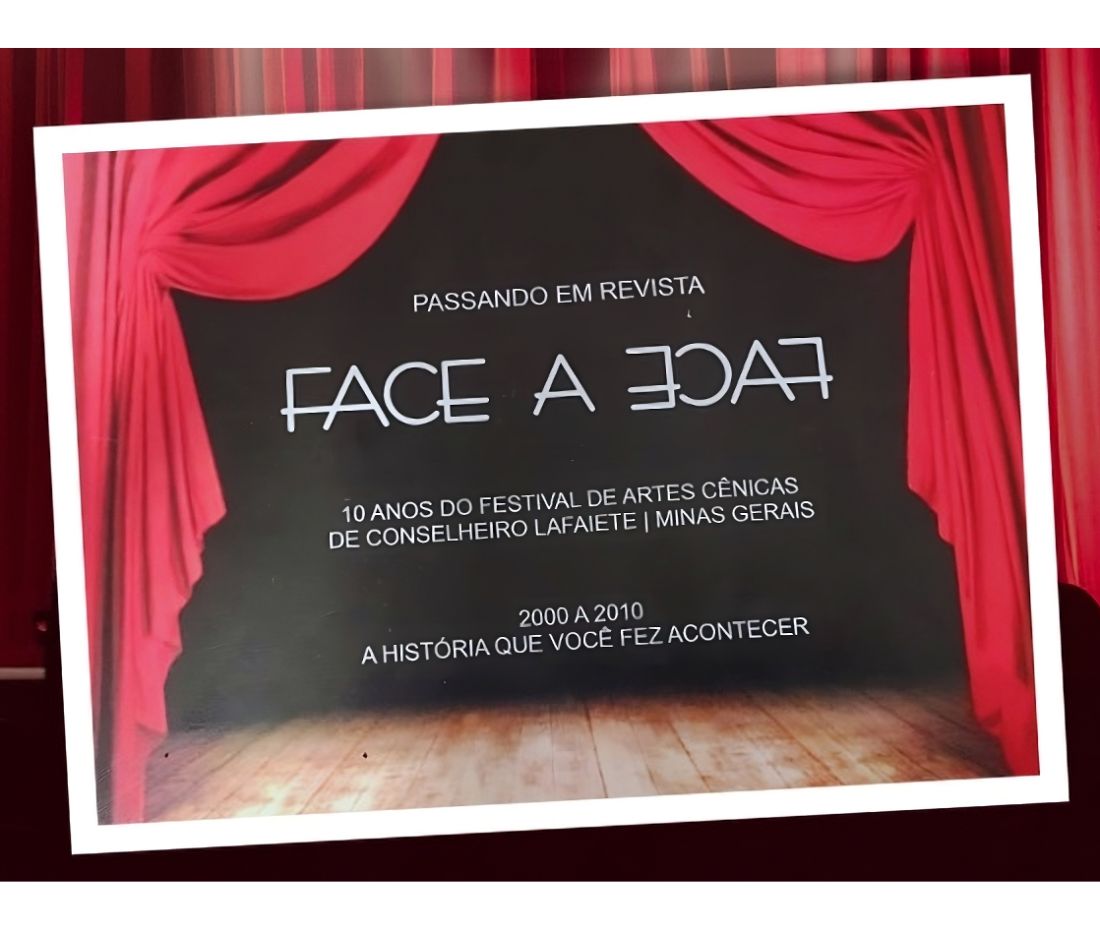 PASSANDO EM REVISTA
FACE A FACE
10 ANOS DO FESTIVAL DE ARTES CÊNICAS
DE CONSELHEIRO LAFAIETE | MINAS GERAIS
2000 A 2010
A HISTÓRIA QUE VOCÊ FEZ ACONTECER